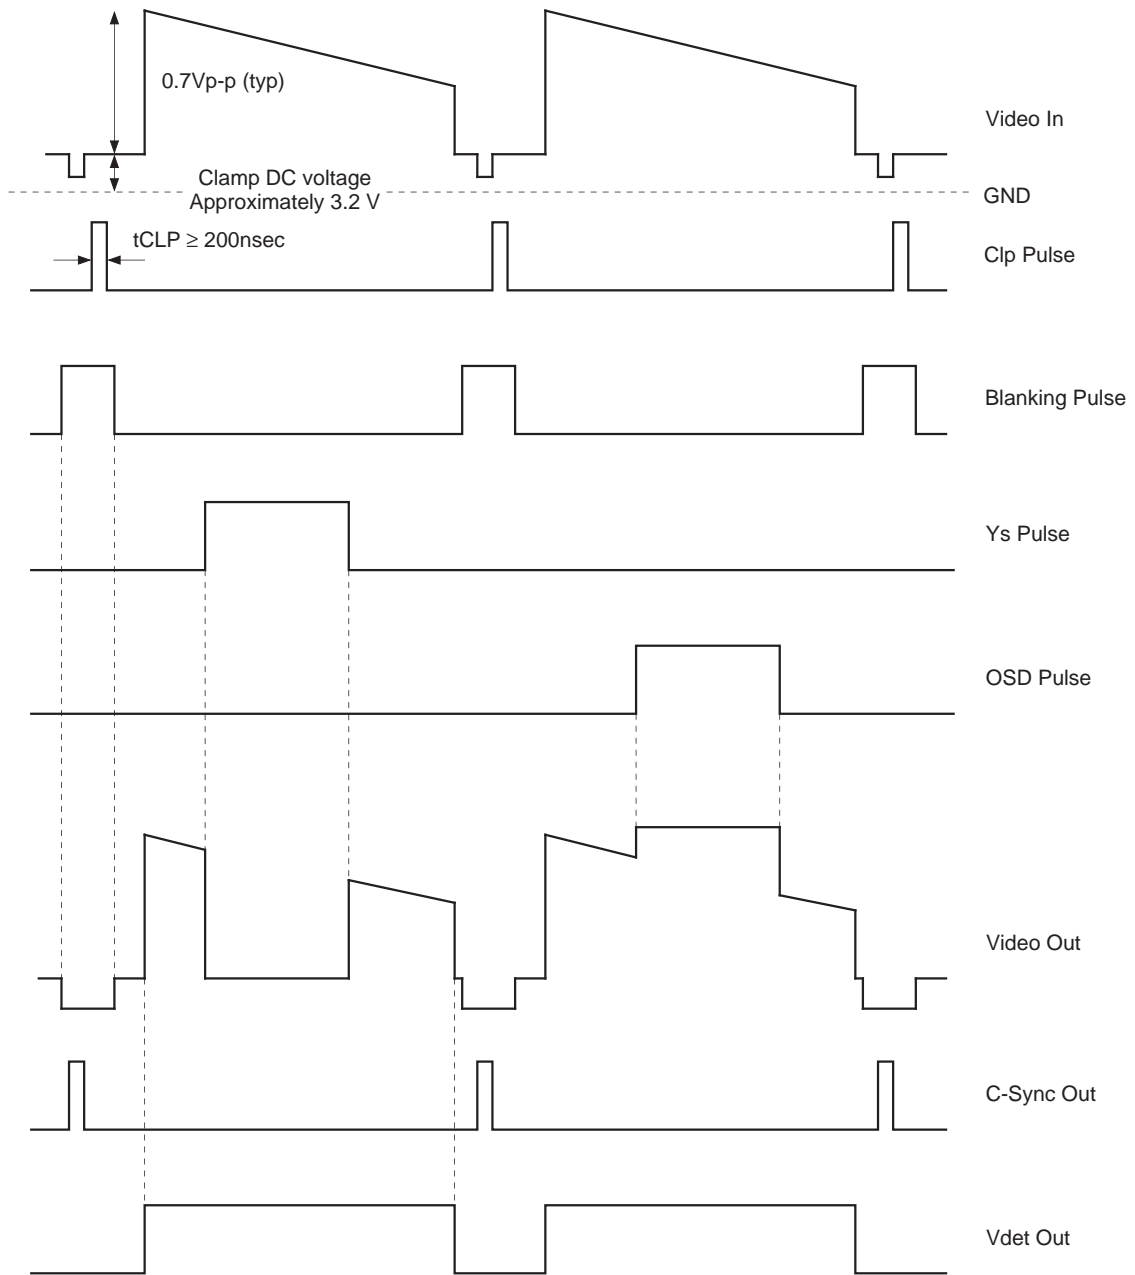 0.7Vp-p (typ)
Video In
Clamp DC voltage
Approximately 3.2 V
GND
tCLP ≥ 200nsec
Clp Pulse
Blanking Pulse
Ys Pulse
OSD Pulse
Video Out
C-Sync Out
Vdet Out